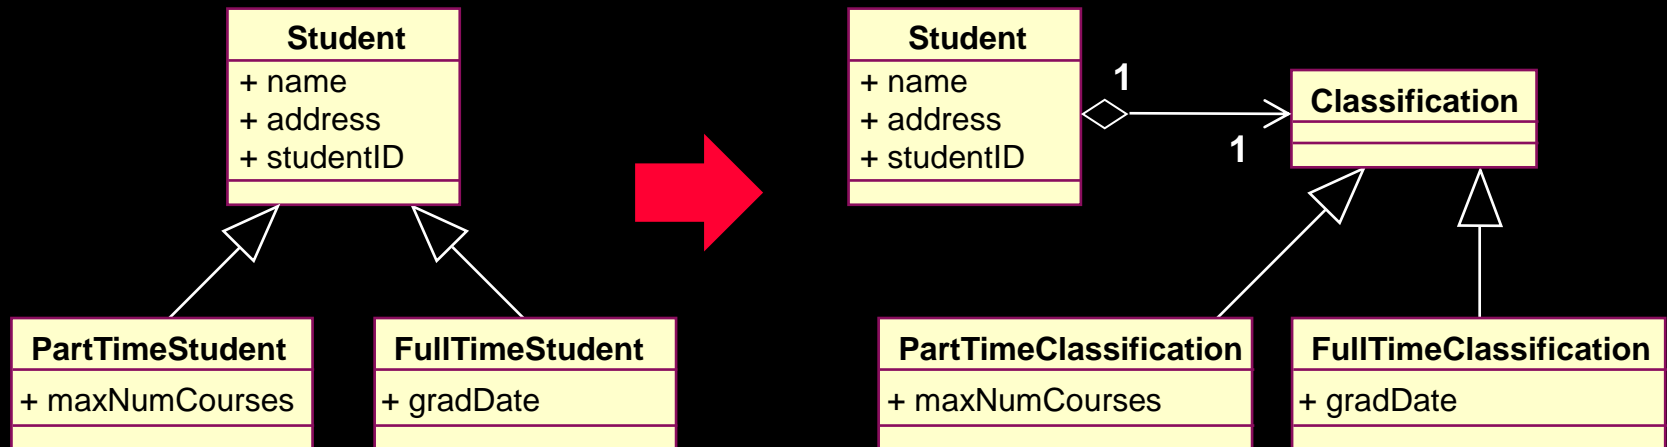 Student
+ name
+ address
+ studentID
PartTimeStudent
+ maxNumCourses
FullTimeStudent
+ gradDate
Student
+ name
+ address
+ studentID
1
1
Classification
PartTimeClassification
+ maxNumCourses
FullTimeClassification
+ gradDate